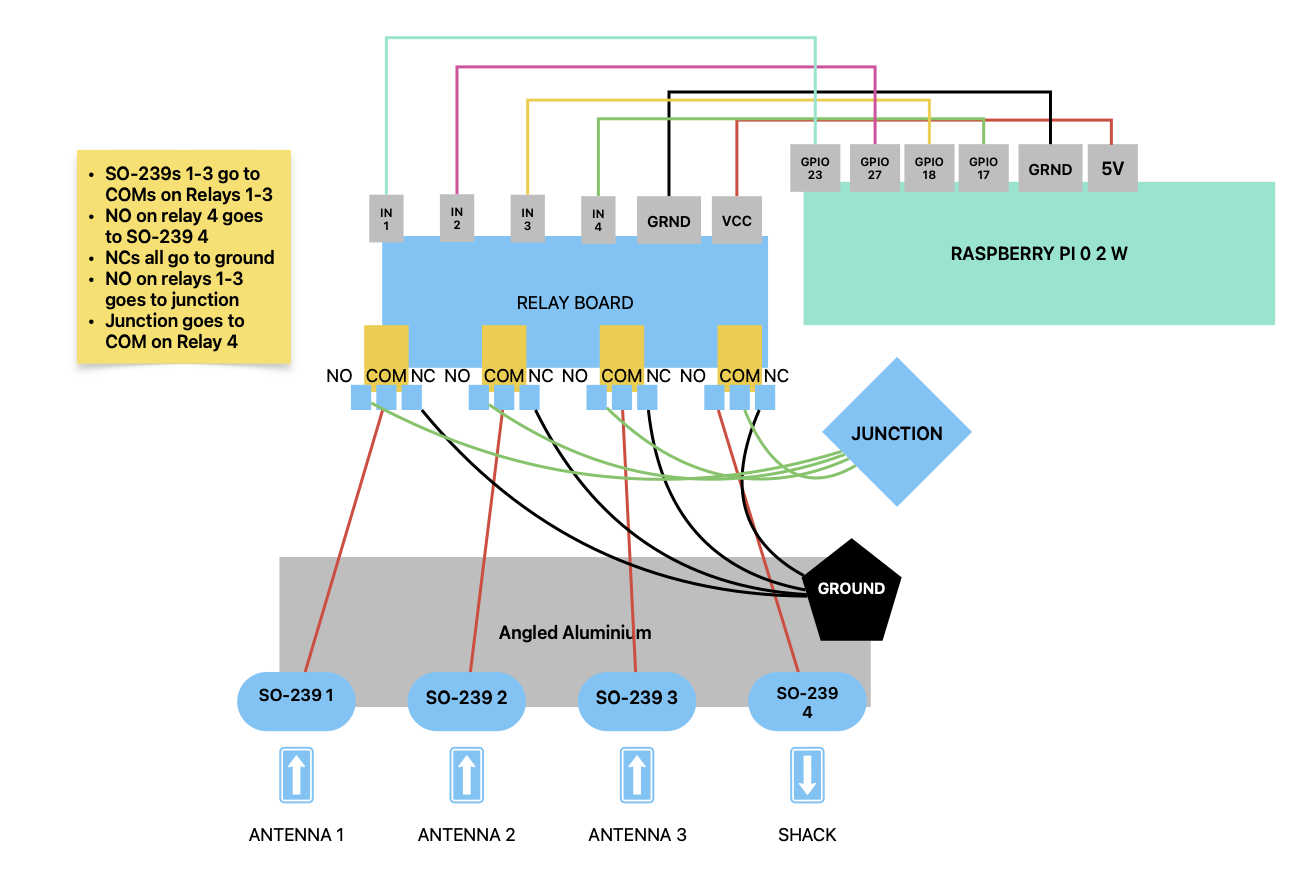 GPIO
23
GPIO
27
GPIO
18
GPIO
17
GRND
5V
• SO-239s 1-3 go to
COMs on Relays 1-3
• NO on relay 4 goes
to SO-239 4
• NCs all go to ground
• NO on relays 1-3
goes to junction
• Junction goes to
COM on Relay 4
IN
1
IN
2
IN
3
IN
4
GRND
VCC
RASPBERRY PI 0 2 W
RELAY BOARD
NO COM NC NO COM NC NO COM NC NO COM NC
JUNCTION
GROUND
Angled Aluminium
SO-239 1
SO-239 2
SO-239 3
SO-239
4
ANTENNA 1
ANTENNA 2
ANTENNA 3
SHACK